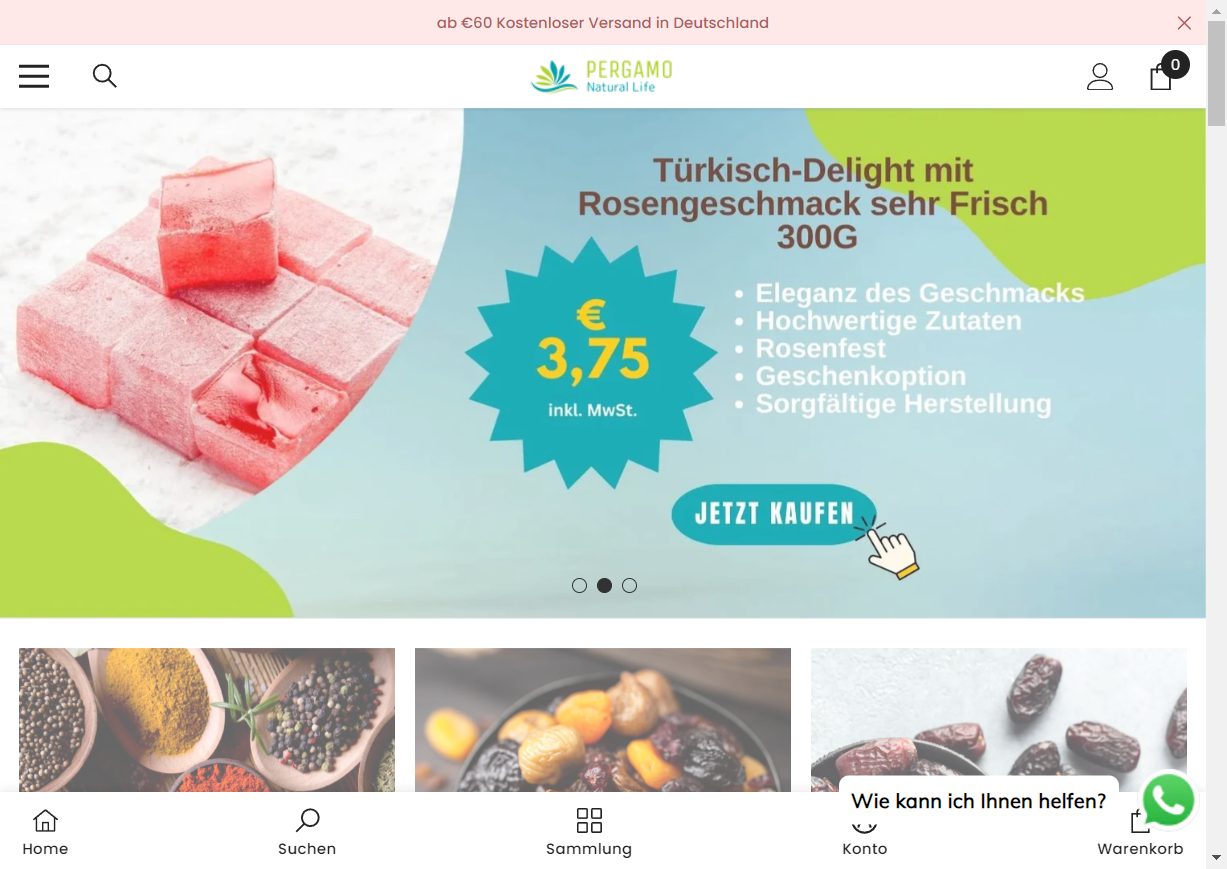 ab €60 Kostenloser Versand in Deutschland
PERGAMO
Natural Life
0
Türkisch-Delight mit
Rosengeschmack sehr Frisch
300G
€
3,75
inkl. MwSt.
• Eleganz des Geschmacks
• Hochwertige Zutaten
• Rosenfest
• Geschenkoption
• Sorgfältige Herstellung
JETZT KAUFEN
Wie kann ich Ihnen helfen?
Home
Suchen
Sammlung
Konto
Warenkorb